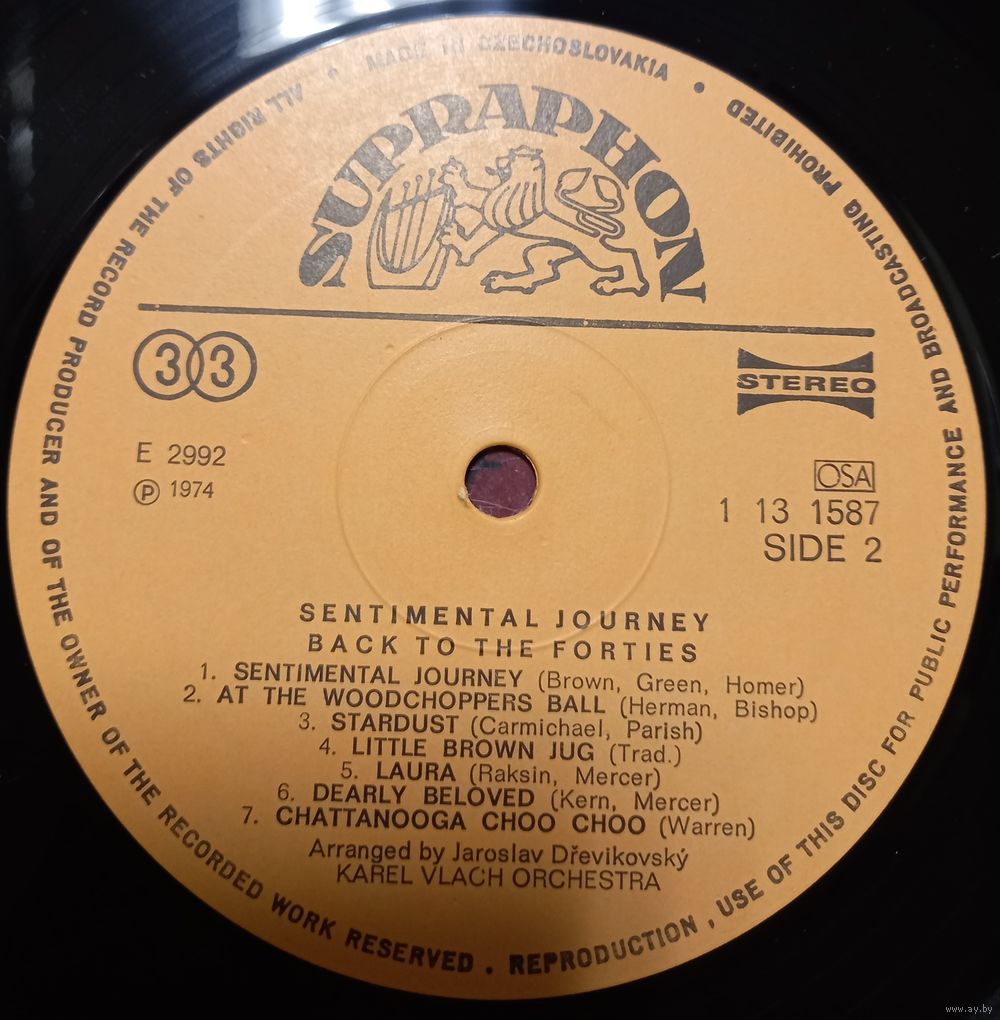 MADE IN CZECHOSLOVAKIA
ALL RIGHTS OF THE RECORD PRODUCER AND OF THE OWNER OF THE RECORDED WORK RESERVED . REPRODUCTION , USE OF THIS DISC FOR PUBLIC PERFORMANCE AND BROADCASTING PROHIBITED
SUPRAPHON
33
STEREO
E 2992
℗ 1974
OSA
1 13 1587
SIDE 2
SENTIMENTAL JOURNEY
BACK TO THE FORTIES
1. SENTIMENTAL JOURNEY (Brown, Green, Homer)
2. AT THE WOODCHOPPERS BALL (Herman, Bishop)
3. STARDUST (Carmichael, Parish)
4. LITTLE BROWN JUG (Trad.)
5. LAURA (Raksin, Mercer)
6. DEARLY BELOVED (Kern, Mercer)
7. CHATTANOOGA CHOO CHOO (Warren)
Arranged by Jaroslav Dřevikovský
KAREL VLACH ORCHESTRA
www.ay.by